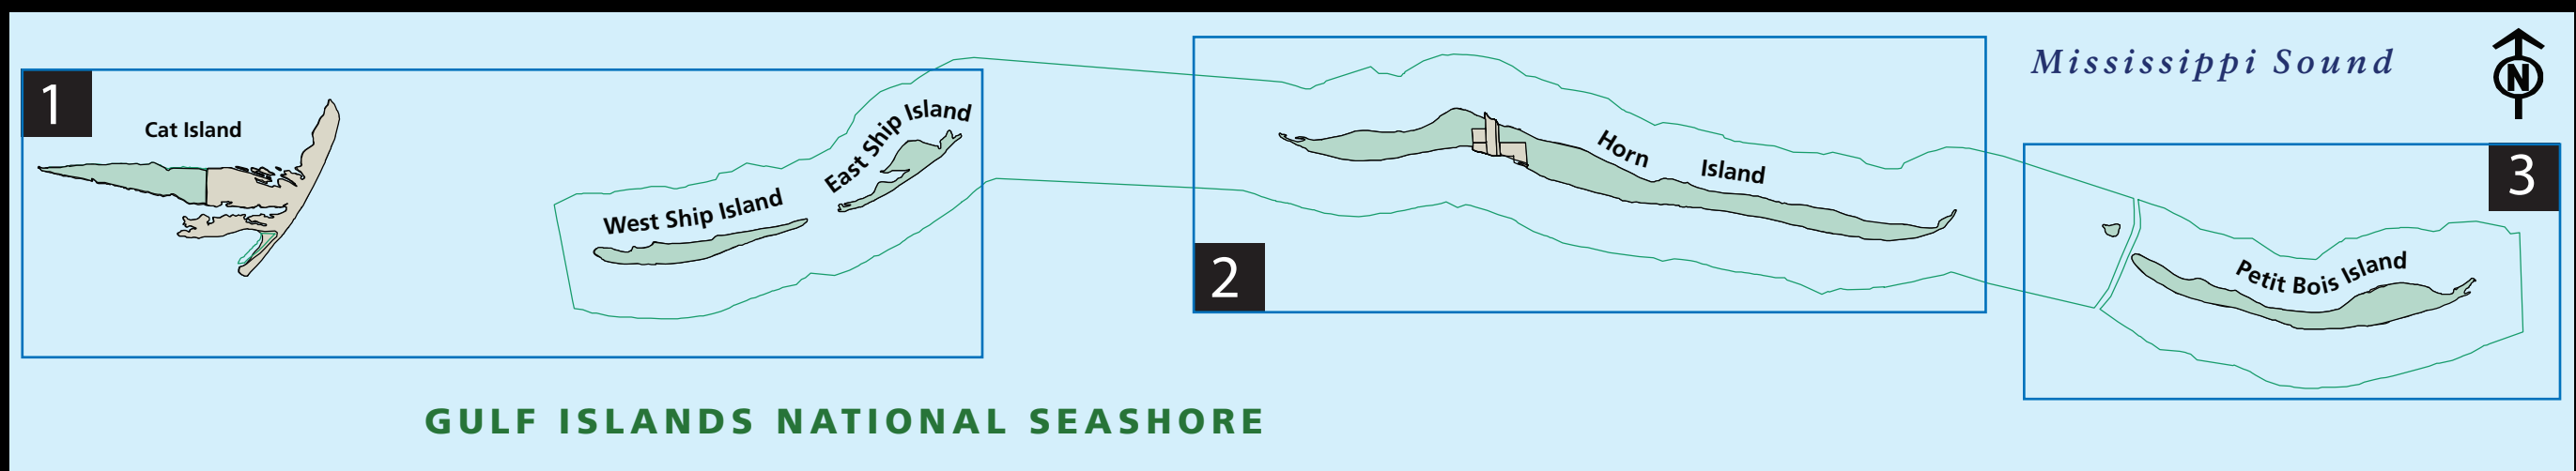 1
Cat Island
West Ship Island
East Ship Island
2
Horn Island
Mississippi Sound
N
3
Petit Bois Island
GULF ISLANDS NATIONAL SEASHORE